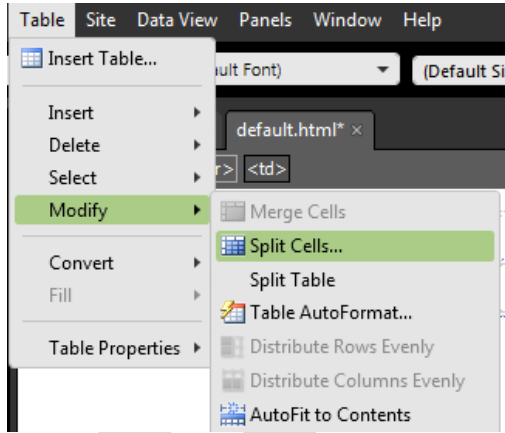 Table Site Data View Panels Window Help
Insert Table...
ault Font) (Default Si
Insert
default.html* ×
Delete
r> <td>
Select
Modify
Merge Cells
Split Cells...
Convert
Split Table
Fill
Table AutoFormat...
Table Properties
Distribute Rows Evenly
Distribute Columns Evenly
AutoFit to Contents